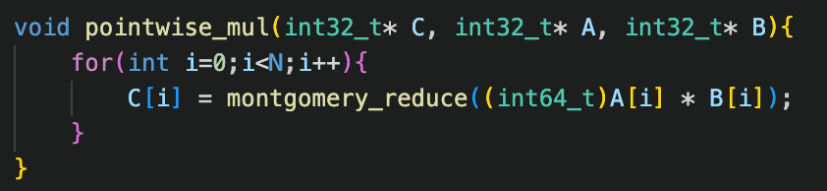 void pointwise_mul(int32_t* C, int32_t* A, int32_t* B){
    for(int i=0;i<N;i++){
        C[i] = montgomery_reduce((int64_t)A[i] * B[i]);
    }
}